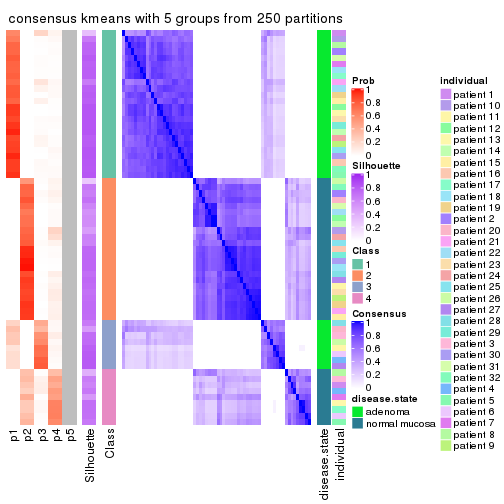 consensus kmeans with 5 groups from 250 partitions
p1
p2
p3
p4
p5
Silhouette
Class
disease.state
individual
Prob
1
0.8
0.6
0.4
0.2
0
Silhouette
1
0.8
0.6
0.4
0.2
0
Class
1
2
3
4
Consensus
1
0.8
0.6
0.4
0.2
0
disease.state
adenoma
normal mucosa
individual
patient 1
patient 10
patient 11
patient 12
patient 13
patient 14
patient 15
patient 16
patient 17
patient 18
patient 19
patient 2
patient 20
patient 21
patient 22
patient 23
patient 24
patient 25
patient 26
patient 27
patient 28
patient 29
patient 3
patient 30
patient 31
patient 32
patient 4
patient 5
patient 6
patient 7
patient 8
patient 9